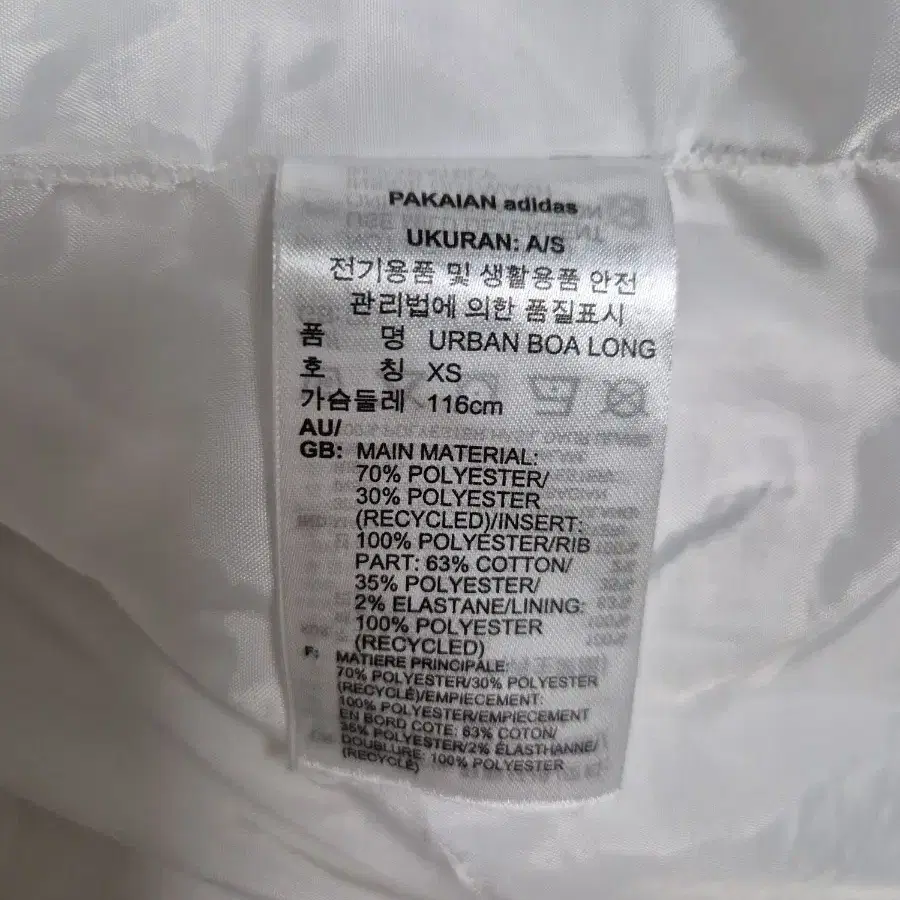 PAKAIAN adidas
UKURAN: A/S
전기용품 및 생활용품 안전
관리법에 의한 품질표시
품 명 URBAN BOA LONG
호 칭 XS
가슴둘레 116cm
AU/
GB: MAIN MATERIAL:
70% POLYESTER/
30% POLYESTER
(RECYCLED)/INSERT:
100% POLYESTER/RIB
PART: 63% COTTON/
35% POLYESTER/
2% ELASTANE/LINING:
100% POLYESTER
(RECYCLED)
F: MATIERE PRINCIPALE:
70% POLYESTER/30% POLYESTER
(RECYCLÉ)/EMPIECEMENT:
100% POLYESTER/EMPIECEMENT
EN BORD COTE: 63% COTON/
35% POLYESTER/2% ÉLASTHANNE/
DOUBLURE: 100% POLYESTER
(RECYCLÉ)